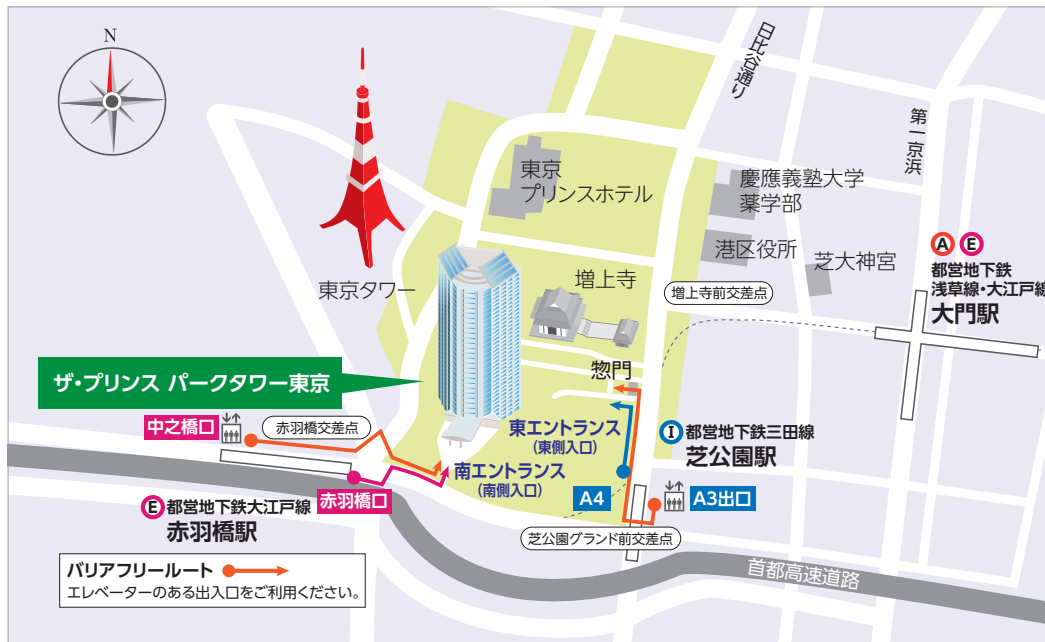 N
日比谷通り
第一京浜
東京
プリンスホテル
慶應義塾大学
薬学部
港区役所
芝大神宮
A E
都営地下鉄
浅草線・大江戸線
大門駅
東京タワー
増上寺
増上寺前交差点
ザ・プリンス パークタワー東京
惣門
中之橋口
赤羽橋交差点
東エントランス
(東側入口)
I 都営地下鉄三田線
芝公園駅
南エントランス
(南側入口)
A4
A3出口
E 都営地下鉄大江戸線
赤羽橋口
赤羽橋駅
芝公園グランド前交差点
首都高速道路
バリアフリールート
エレベーターのある出入口をご利用ください。